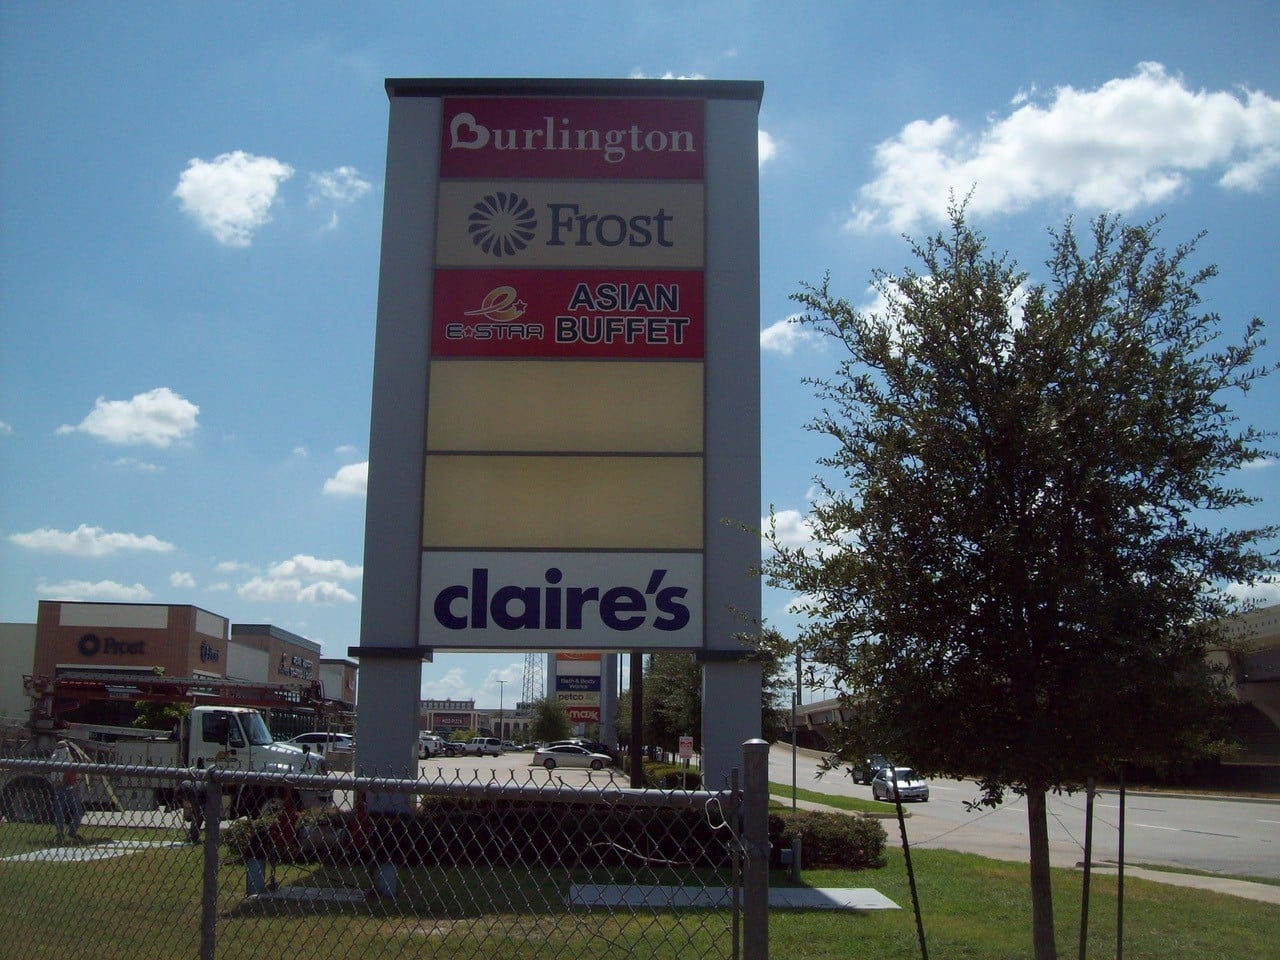 Burlington
Frost
E★STAR
ASIAN
BUFFET
claire's
Frost
Bath & Body
Works
petco